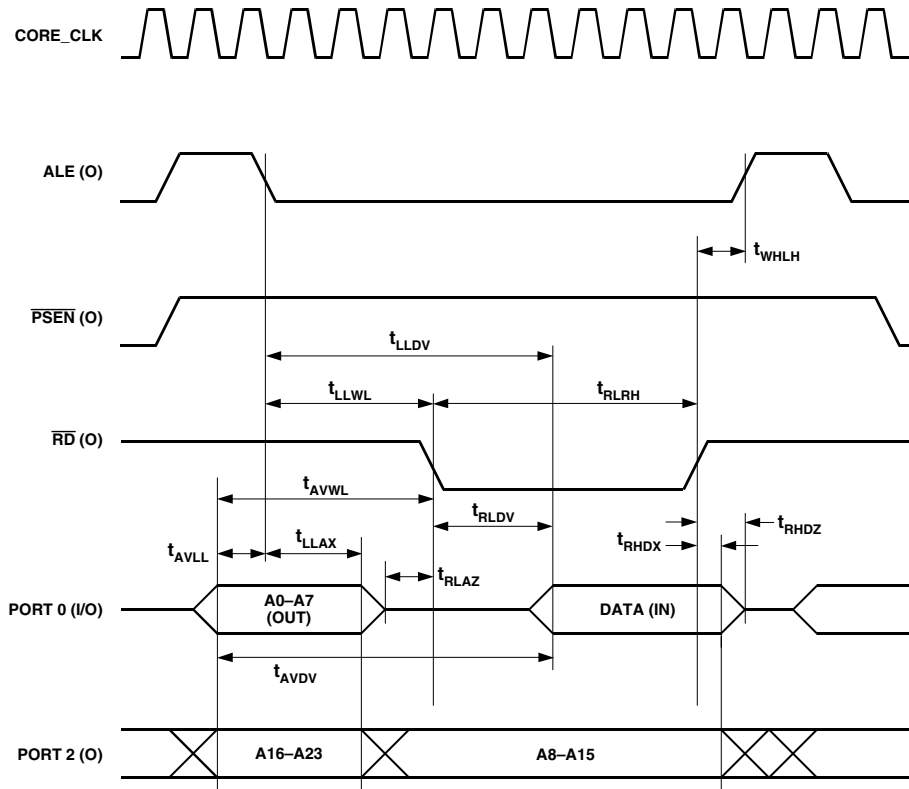 CORE_CLK
ALE (O)
tWHLH
PSEN (O)
tLLDV
tLLWL
tRLRH
RD (O)
tAVWL
tRLDV
tRHDZ
tAVLL
tLLAX
tRHDX
tRLAZ
PORT 0 (I/O)
A0–A7
(OUT)
DATA (IN)
tAVDV
PORT 2 (O)
A16–A23
A8–A15